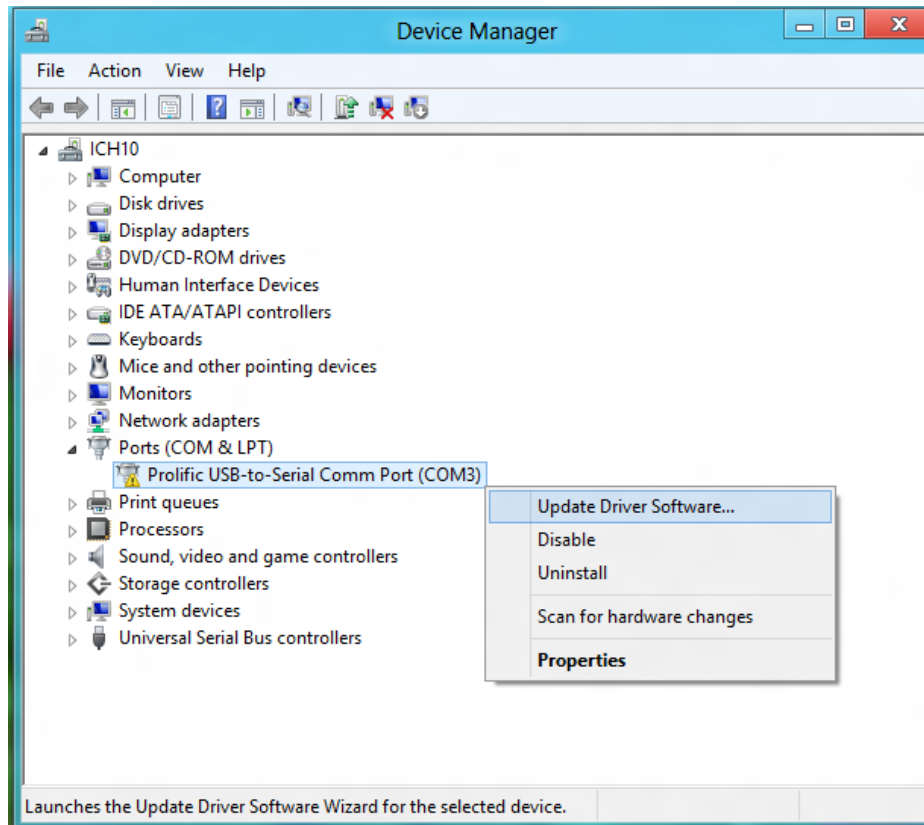 Device Manager
File Action View Help
ICH10
Computer
Disk drives
Display adapters
DVD/CD-ROM drives
Human Interface Devices
IDE ATA/ATAPI controllers
Keyboards
Mice and other pointing devices
Monitors
Network adapters
Ports (COM & LPT)
Prolific USB-to-Serial Comm Port (COM3)
Print queues
Processors
Sound, video and game controllers
Storage controllers
System devices
Universal Serial Bus controllers
Update Driver Software...
Disable
Uninstall
Scan for hardware changes
Properties
Launches the Update Driver Software Wizard for the selected device.